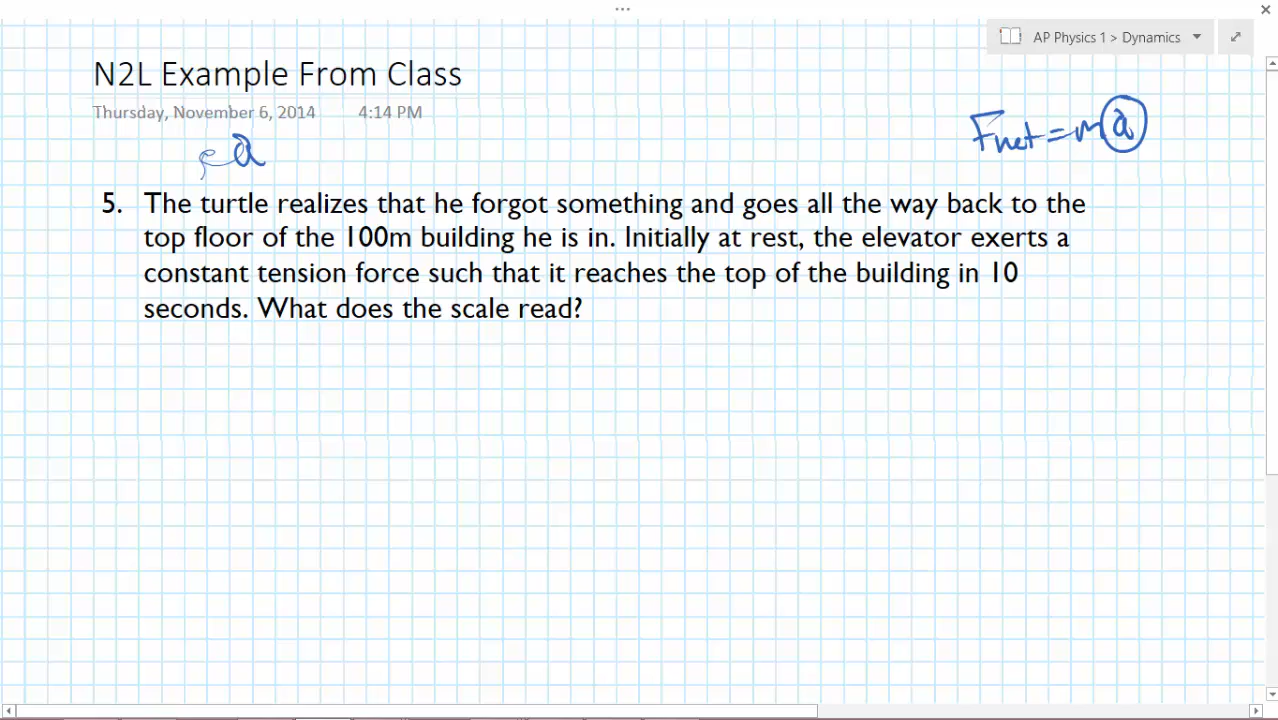 AP Physics 1 > Dynamics
N2L Example From Class
Thursday, November 6, 2014 4:14 PM
Fnet = ma
a
5. The turtle realizes that he forgot something and goes all the way back to the
top floor of the 100m building he is in. Initially at rest, the elevator exerts a
constant tension force such that it reaches the top of the building in 10
seconds. What does the scale read?